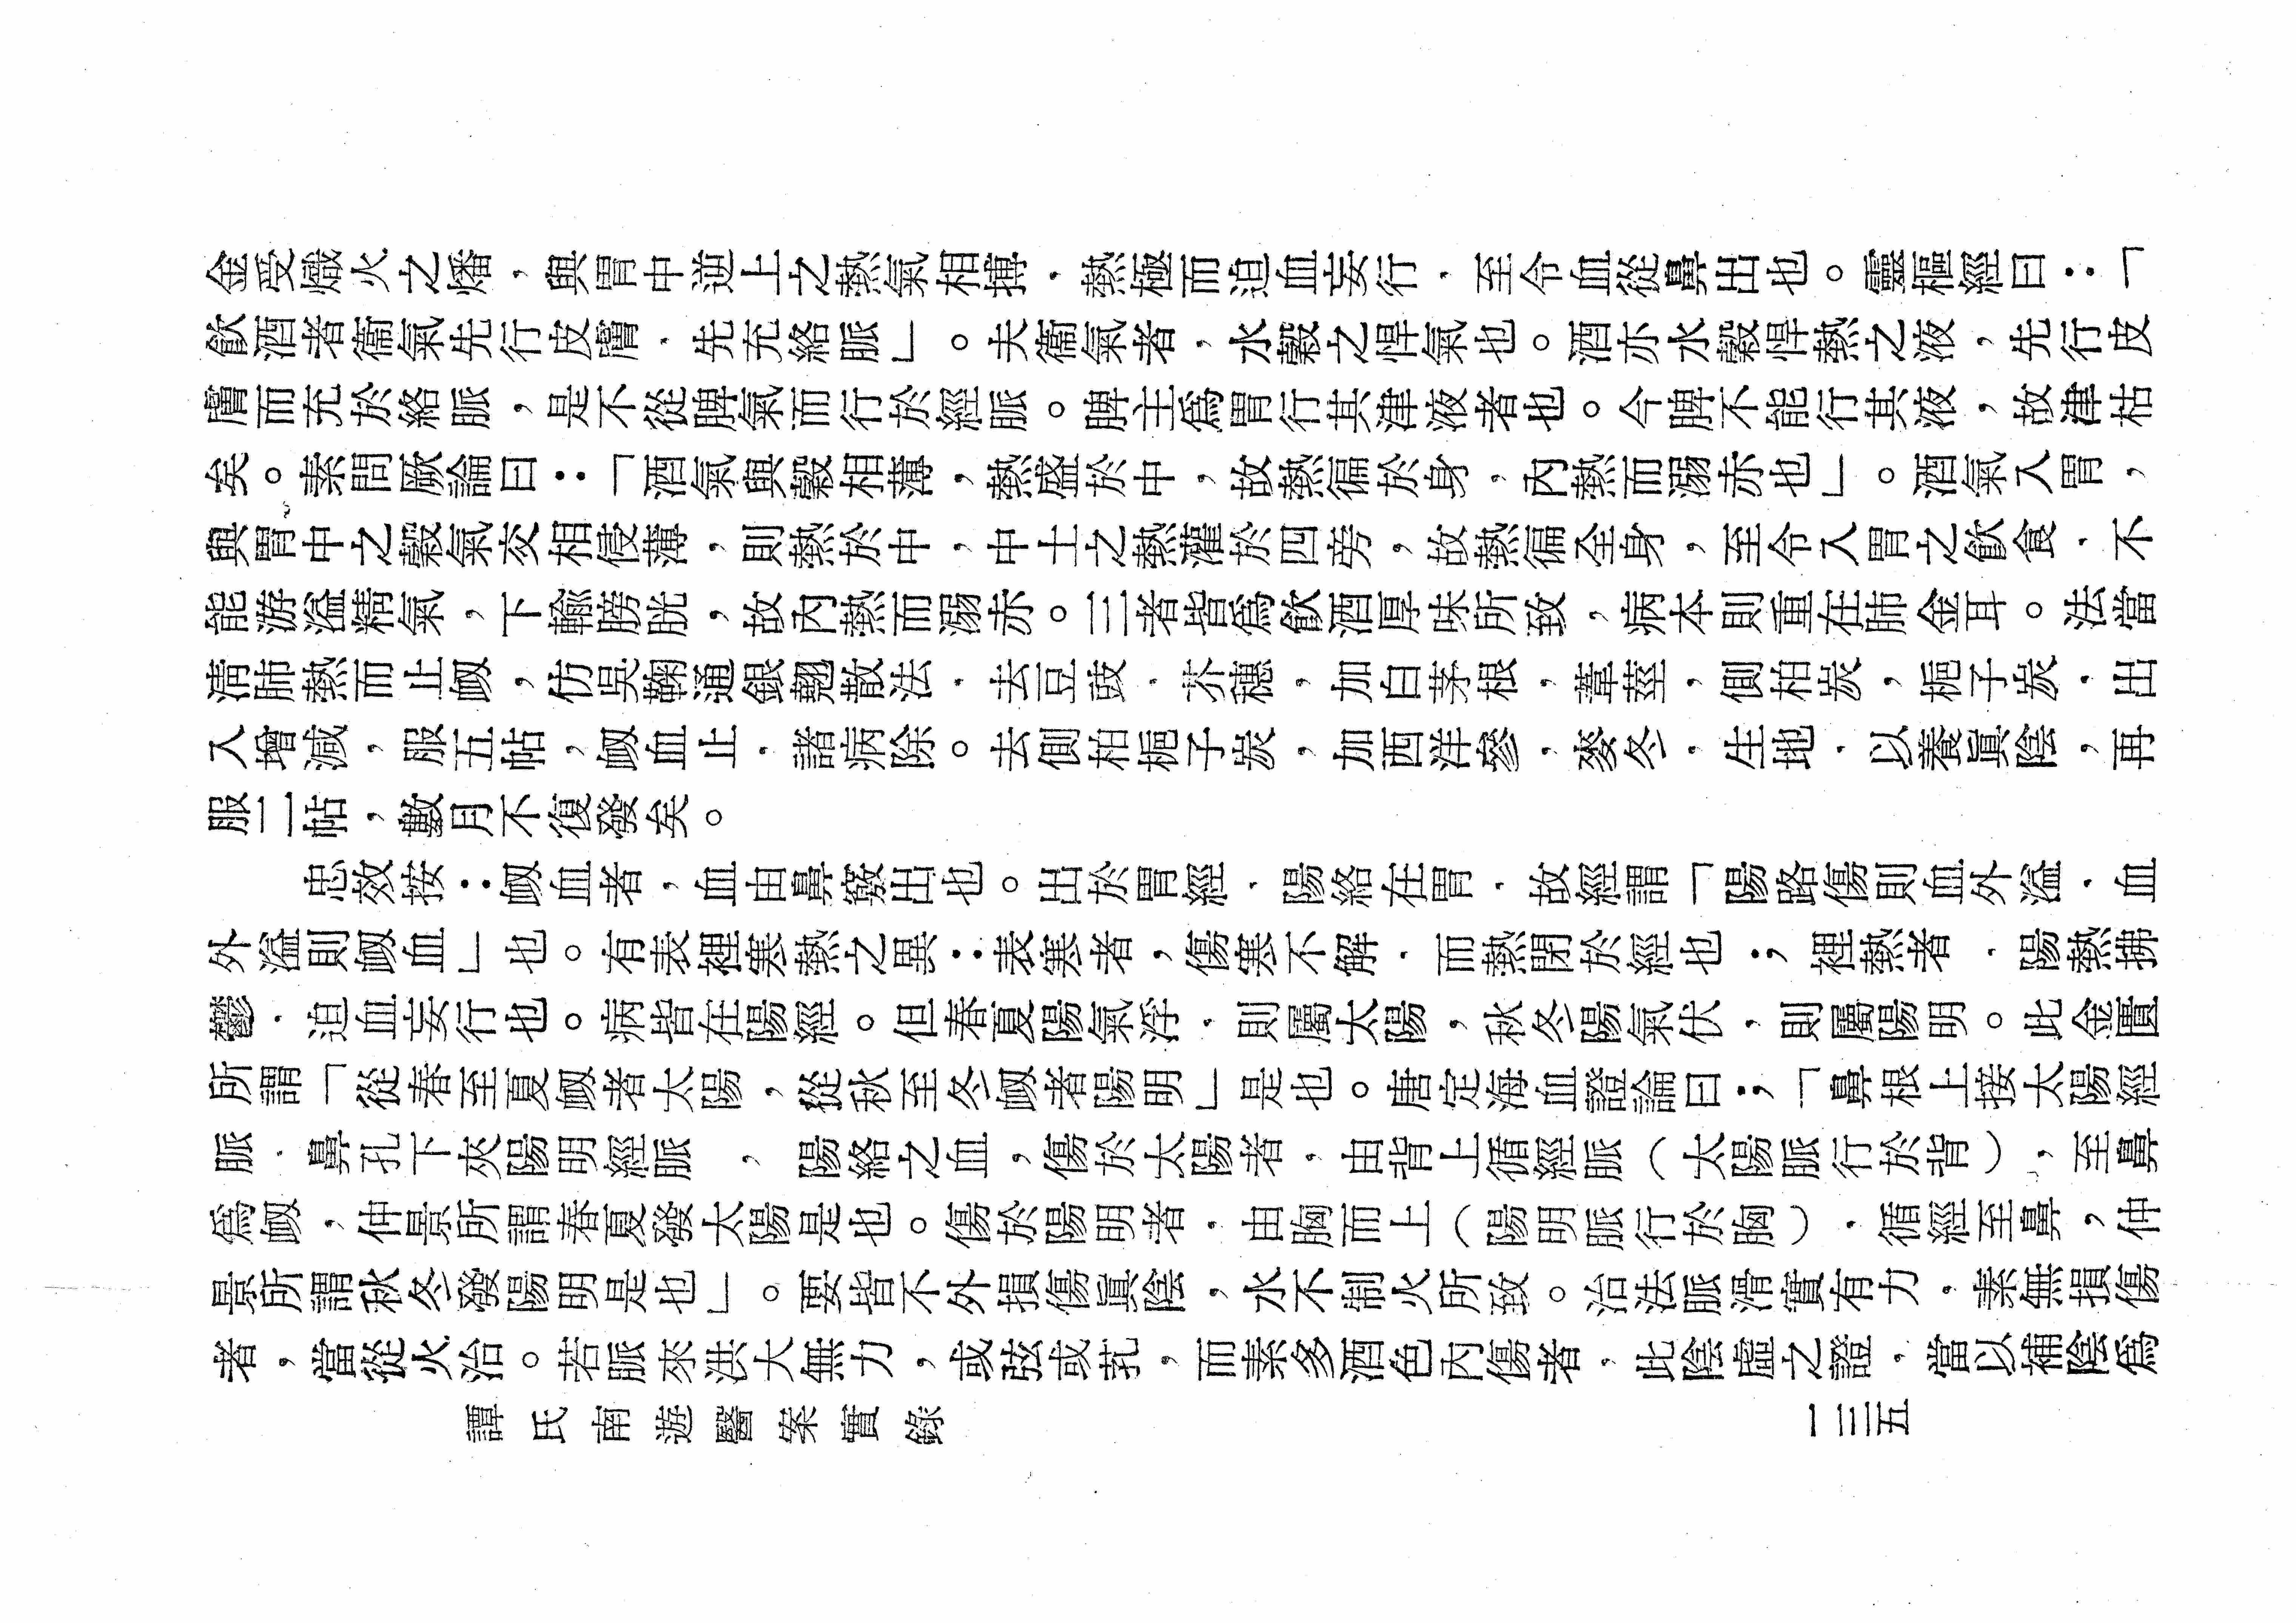 金受熾火之燔，與胃中逆上之熱氣相搏，熱極而迫血妄行，至令血從鼻出也。靈樞經曰：「
飲酒者衞氣先行皮膚，先充絡脈」。夫衞氣者，水穀之悍氣也。酒亦水穀悍熱之液，先行皮
膚而充於絡脈，是不從脾氣而行於經脈。脾主爲胃行其津液者也。今脾不能行其液，故津枯
矣。素問厥論曰：「酒氣與穀相薄，熱盛於中，故熱徧於身，內熱而溺赤也」。酒氣入胃，
與胃中之穀氣交相侵薄，則熱於中，中土之熱灌於四旁，故熱徧全身，至令入胃之飲食，不
能游溢精氣，下輸膀胱，故內熱而溺赤。三者皆爲飲酒厚味所致，病本則重在肺金耳。法當
淸肺熱而止衂，仿吳鞠通銀翹散法，去豆豉，芥穗，加白茅根，葦莖，側柏炭，梔子炭，出
入增減，服五帖，衂血止，諸病除。去側柏梔子炭，加西洋參，麥冬，生地，以養眞陰，再
服二帖，數月不復發矣。
忠效按：衂血者，血由鼻竅出也。出於胃經，陽絡在胃，故經謂「陽路傷則血外溢，血
外溢則衂血」也。有表裡寒熱之異：表寒者，傷寒不解，而熱閉於經也；裡熱者，陽熱拂
鬱，迫血妄行也。病皆在陽經。但春夏陽氣浮，則屬太陽，秋冬陽氣伏，則屬陽明。此金匱
所謂「從春至夏衂者太陽，從秋至冬衂者陽明」是也。唐定海血證論曰；「鼻根上接太陽經
脈，鼻孔下夾陽明經脈，陽絡之血，傷於太陽者，由背上循經脈（太陽脈行於背），至鼻
爲衂，仲景所謂春夏發太陽是也。傷於陽明者，由胸而上（陽明脈行於胸），循經至鼻，仲
景所謂秋冬發陽明是也」。要皆不外損傷眞陰，水不制火所致。治法脈滑實有力，素無損傷
者，當從火治。若脈來洪大無力，或弦或芤，而素多酒色內傷者，此陰虛之證，當以補陰爲
譚氏南遊醫案實錄
一三五